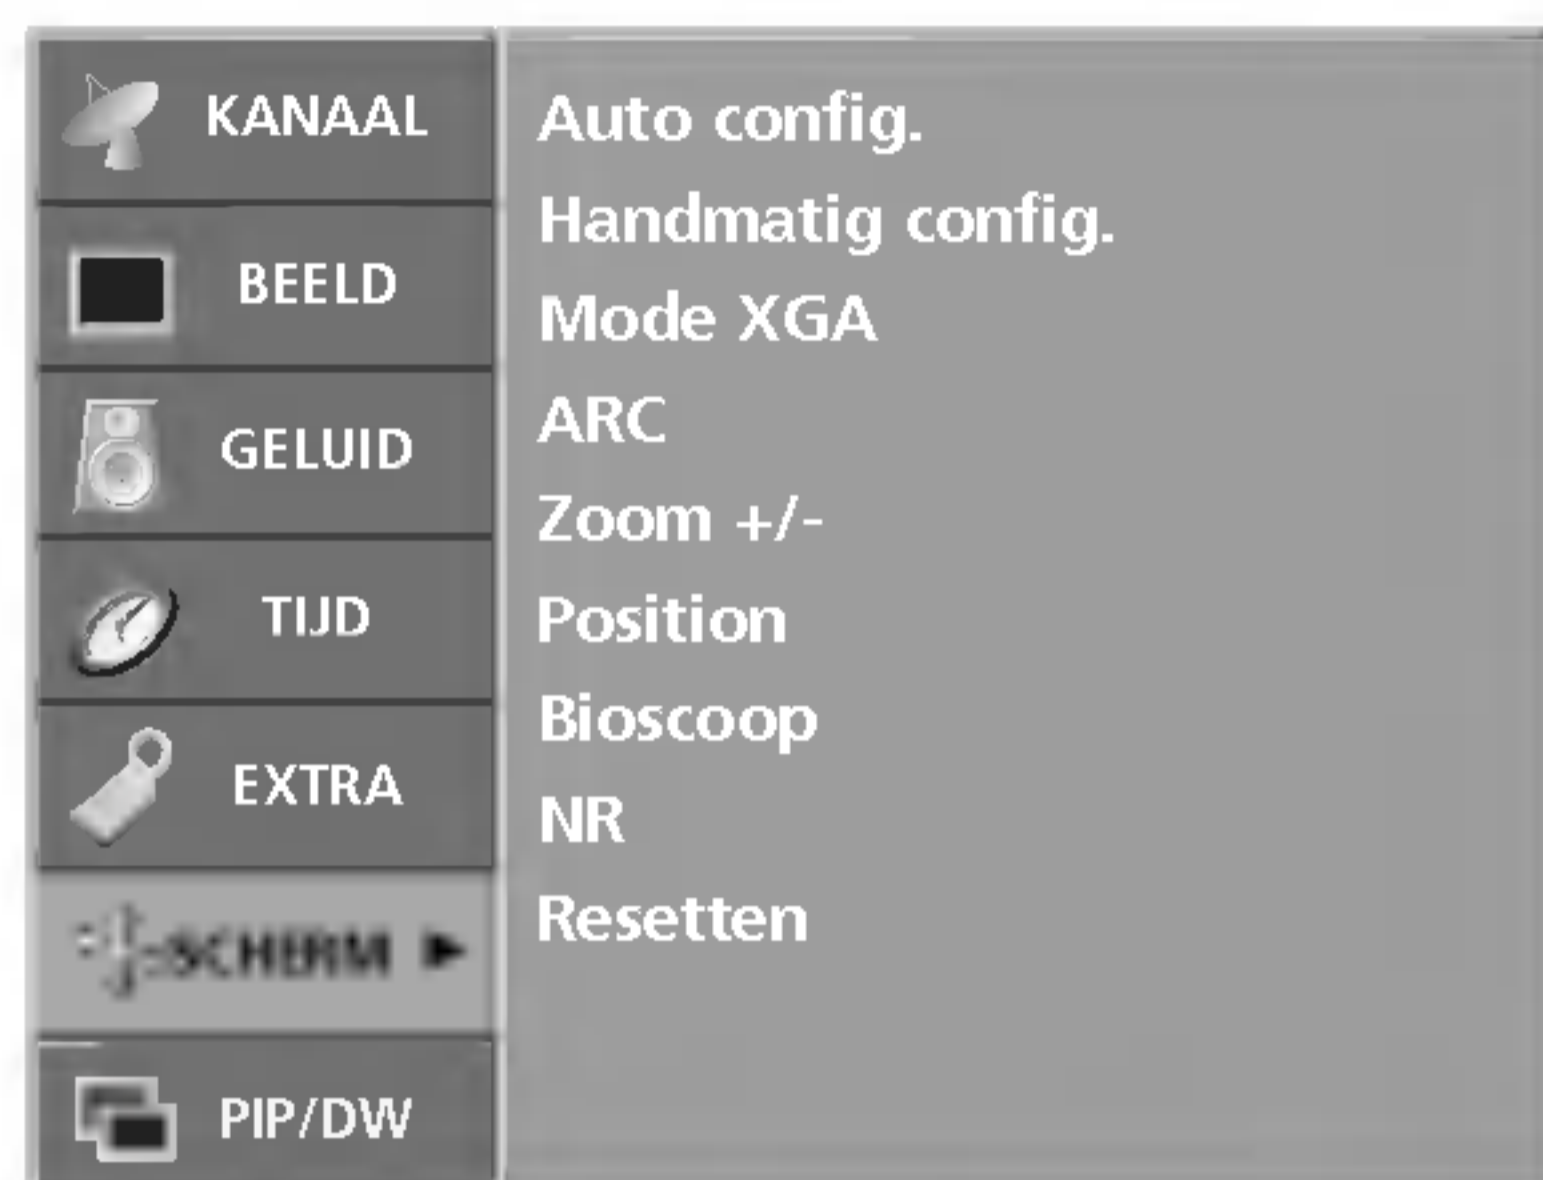 KANAAL
BEELD
GELUID
TIJD
EXTRA
SCHERM ►
PIP/DW
Auto config.
Handmatig config.
Mode XGA
ARC
Zoom +/-
Position
Bioscoop
NR
Resetten